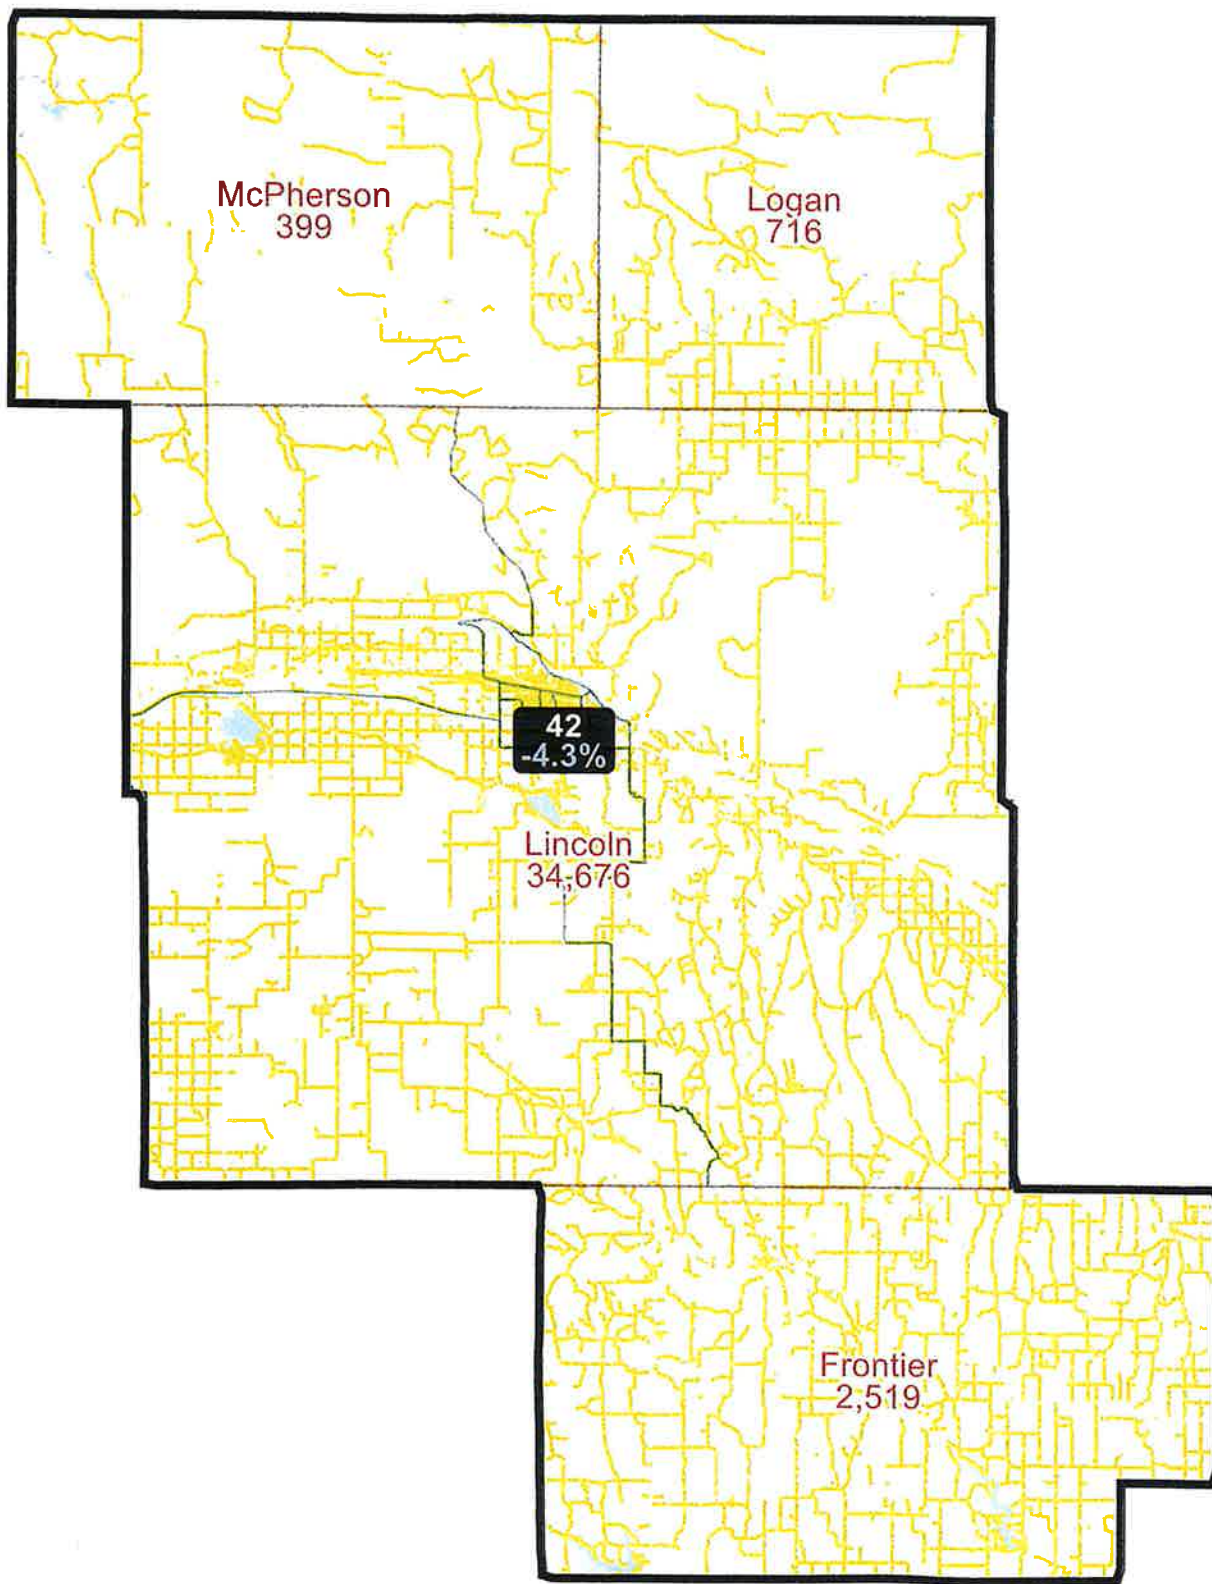 McPherson
399
Logan
716
42
-4.3%
Lincoln
34,676
Frontier
2,519